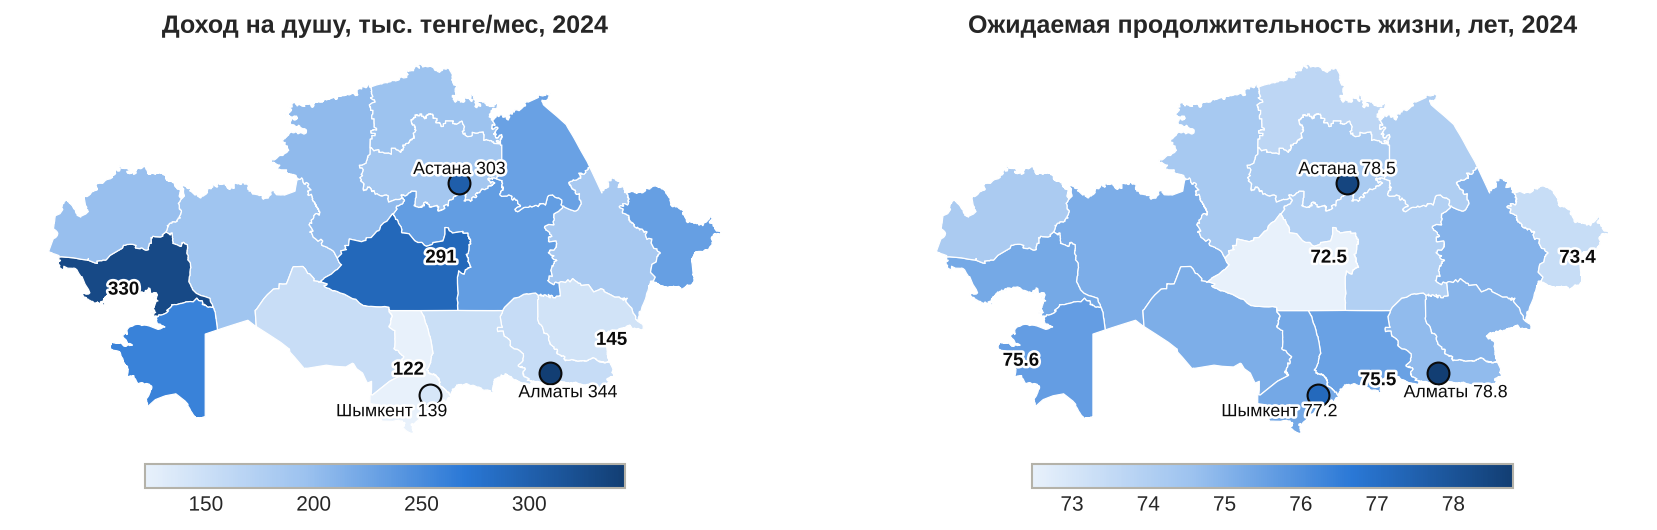 Доход на душу, тыс. тенге/мес, 2024
Астана 303
291
330
145
122
Алматы 344
Шымкент 139
150 200 250 300
Ожидаемая продолжительность жизни, лет, 2024
Астана 78.5
72.5
73.4
75.6
75.5
Алматы 78.8
Шымкент 77.2
73 74 75 76 77 78